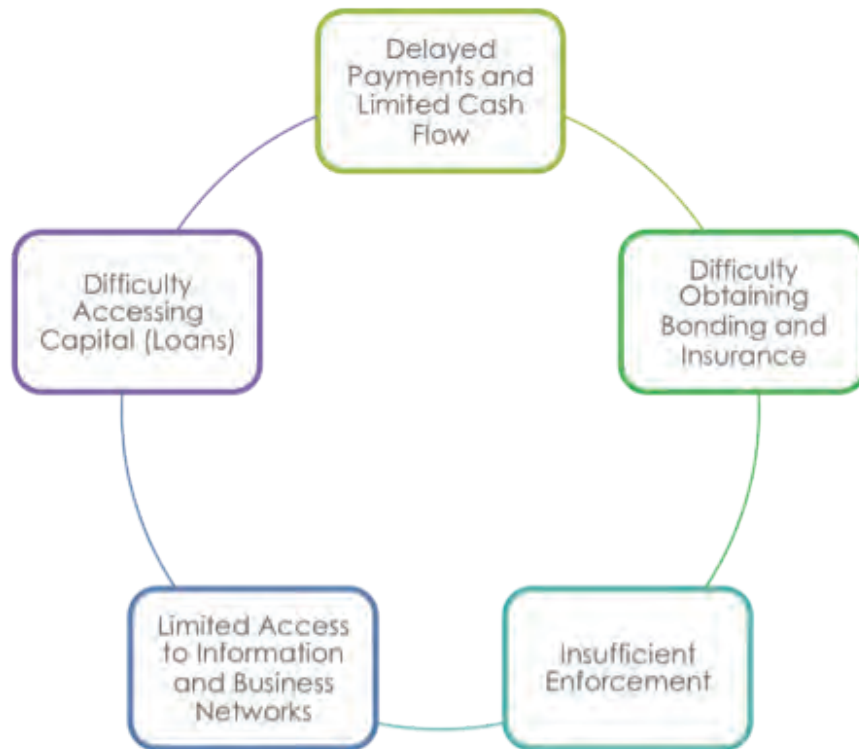 Delayed
Payments and
Limited Cash
Flow
Difficulty
Obtaining
Bonding and
Insurance
Insufficient
Enforcement
Limited Access
to Information
and Business
Networks
Difficulty
Accessing
Capital (Loans)